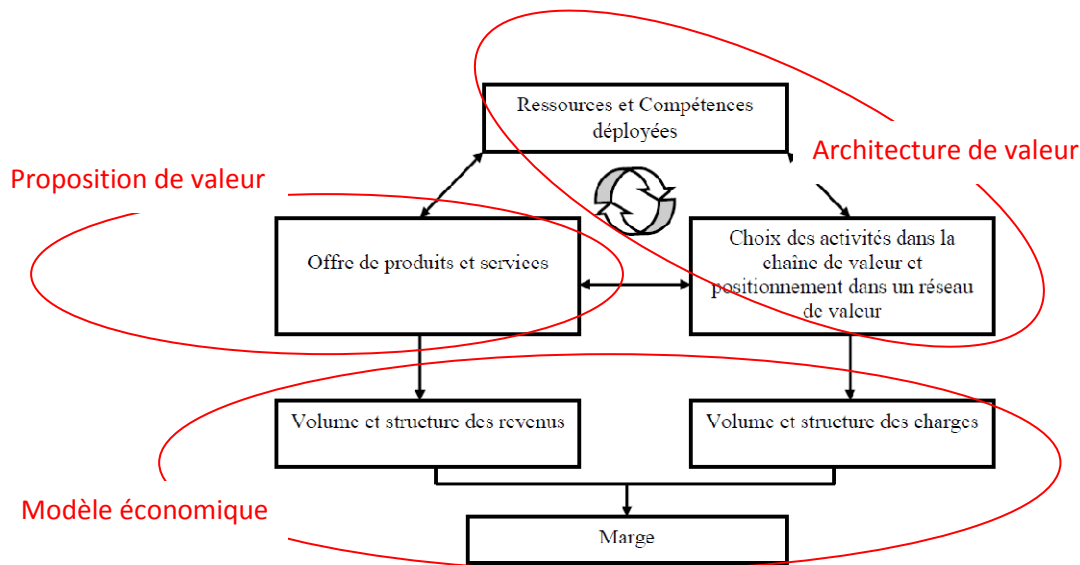 Ressources et Compétences
déployées
Architecture de valeur
Proposition de valeur
Offre de produits et services
Choix des activités dans la
chaîne de valeur et
positionnement dans un réseau
de valeur
Volume et structure des revenus
Volume et structure des charges
Modèle économique
Marge